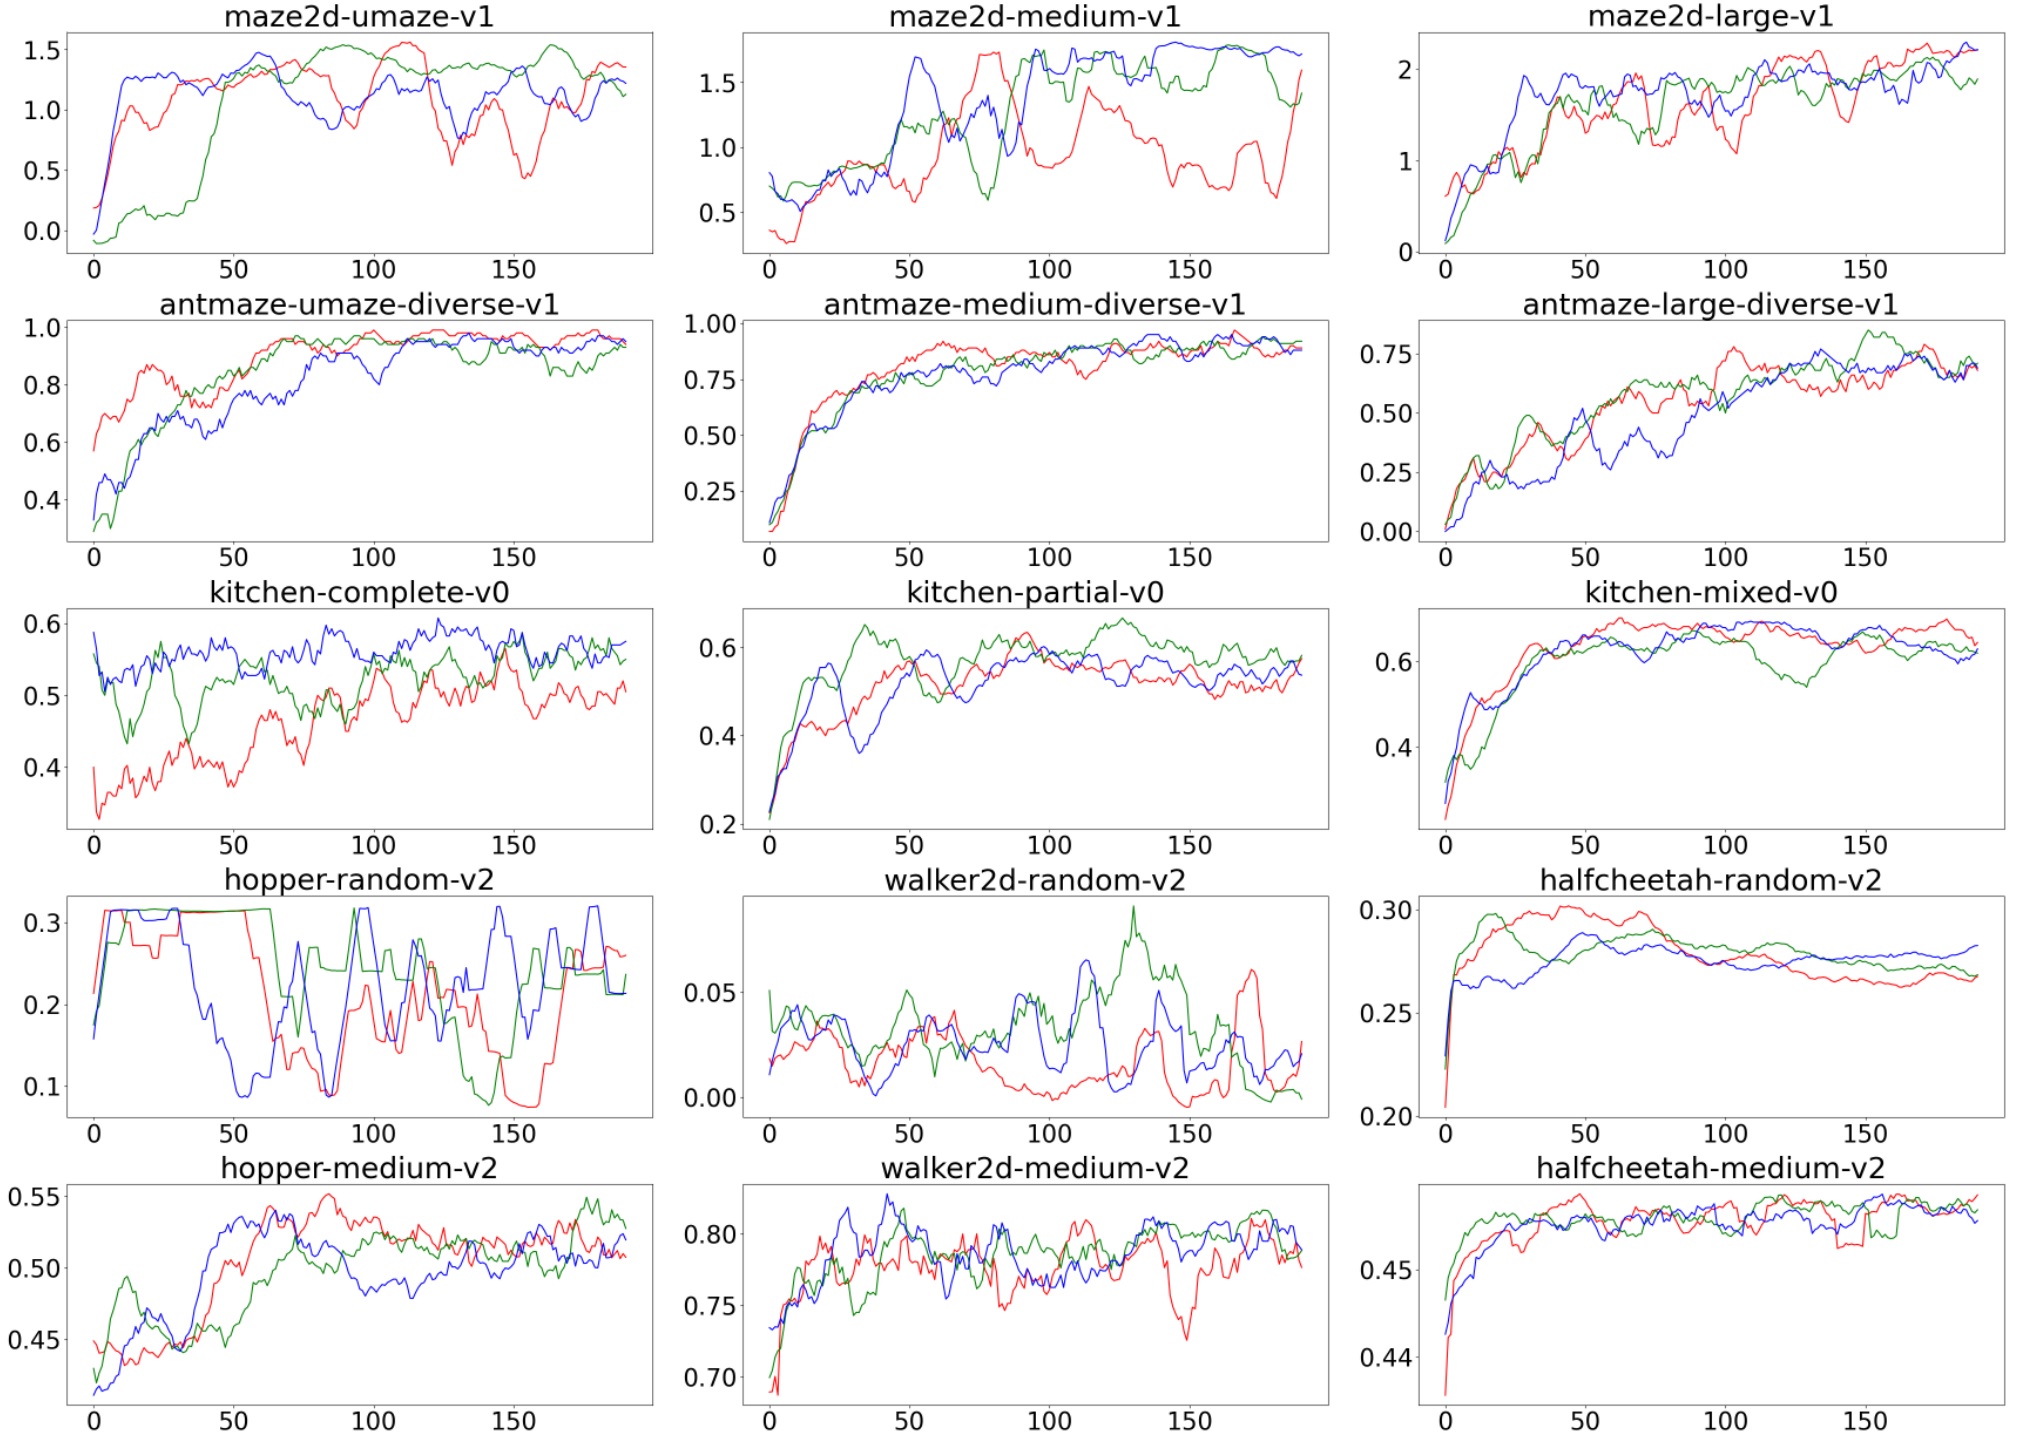 maze2d-umaze-v1 maze2d-medium-v1 maze2d-large-v1
1.5
1.0
0.5
0.0
0 50 100 150
1.5
1.0
0.5
0 50 100 150
2
1
0
0 50 100 150
antmaze-umaze-diverse-v1 antmaze-medium-diverse-v1 antmaze-large-diverse-v1
1.0
0.8
0.6
0.4
0 50 100 150
1.00
0.75
0.50
0.25
0 50 100 150
0.75
0.50
0.25
0.00
0 50 100 150
kitchen-complete-v0 kitchen-partial-v0 kitchen-mixed-v0
0.6
0.5
0.4
0 50 100 150
0.6
0.4
0.2
0 50 100 150
0.6
0.4
0 50 100 150
hopper-random-v2 walker2d-random-v2 halfcheetah-random-v2
0.3
0.2
0.1
0 50 100 150
0.05
0.00
0 50 100 150
0.30
0.25
0.20
0 50 100 150
hopper-medium-v2 walker2d-medium-v2 halfcheetah-medium-v2
0.55
0.50
0.45
0 50 100 150
0.80
0.75
0.70
0 50 100 150
0.45
0.44
0 50 100 150